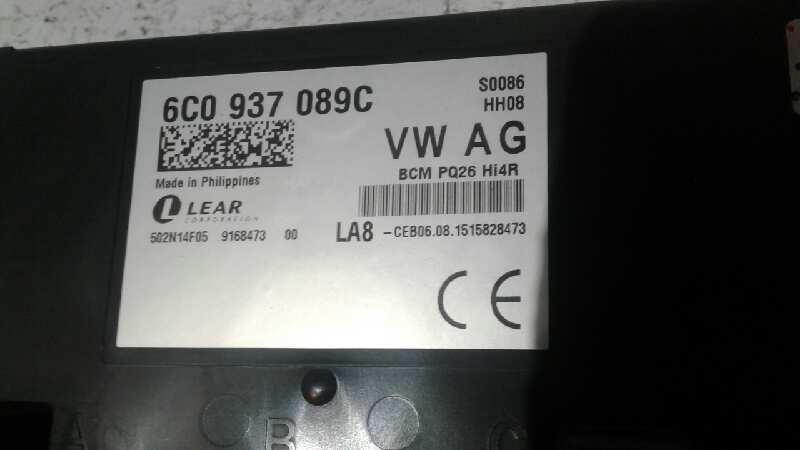 6C0 937 089C
S0086
HH08
VW AG
BCM PQ26 Hi4R
Made in Philippines
LEAR
CORPORATION
502N14F05 9168473 00
LA8 -CEB06.08.1515828473
CE
A B C